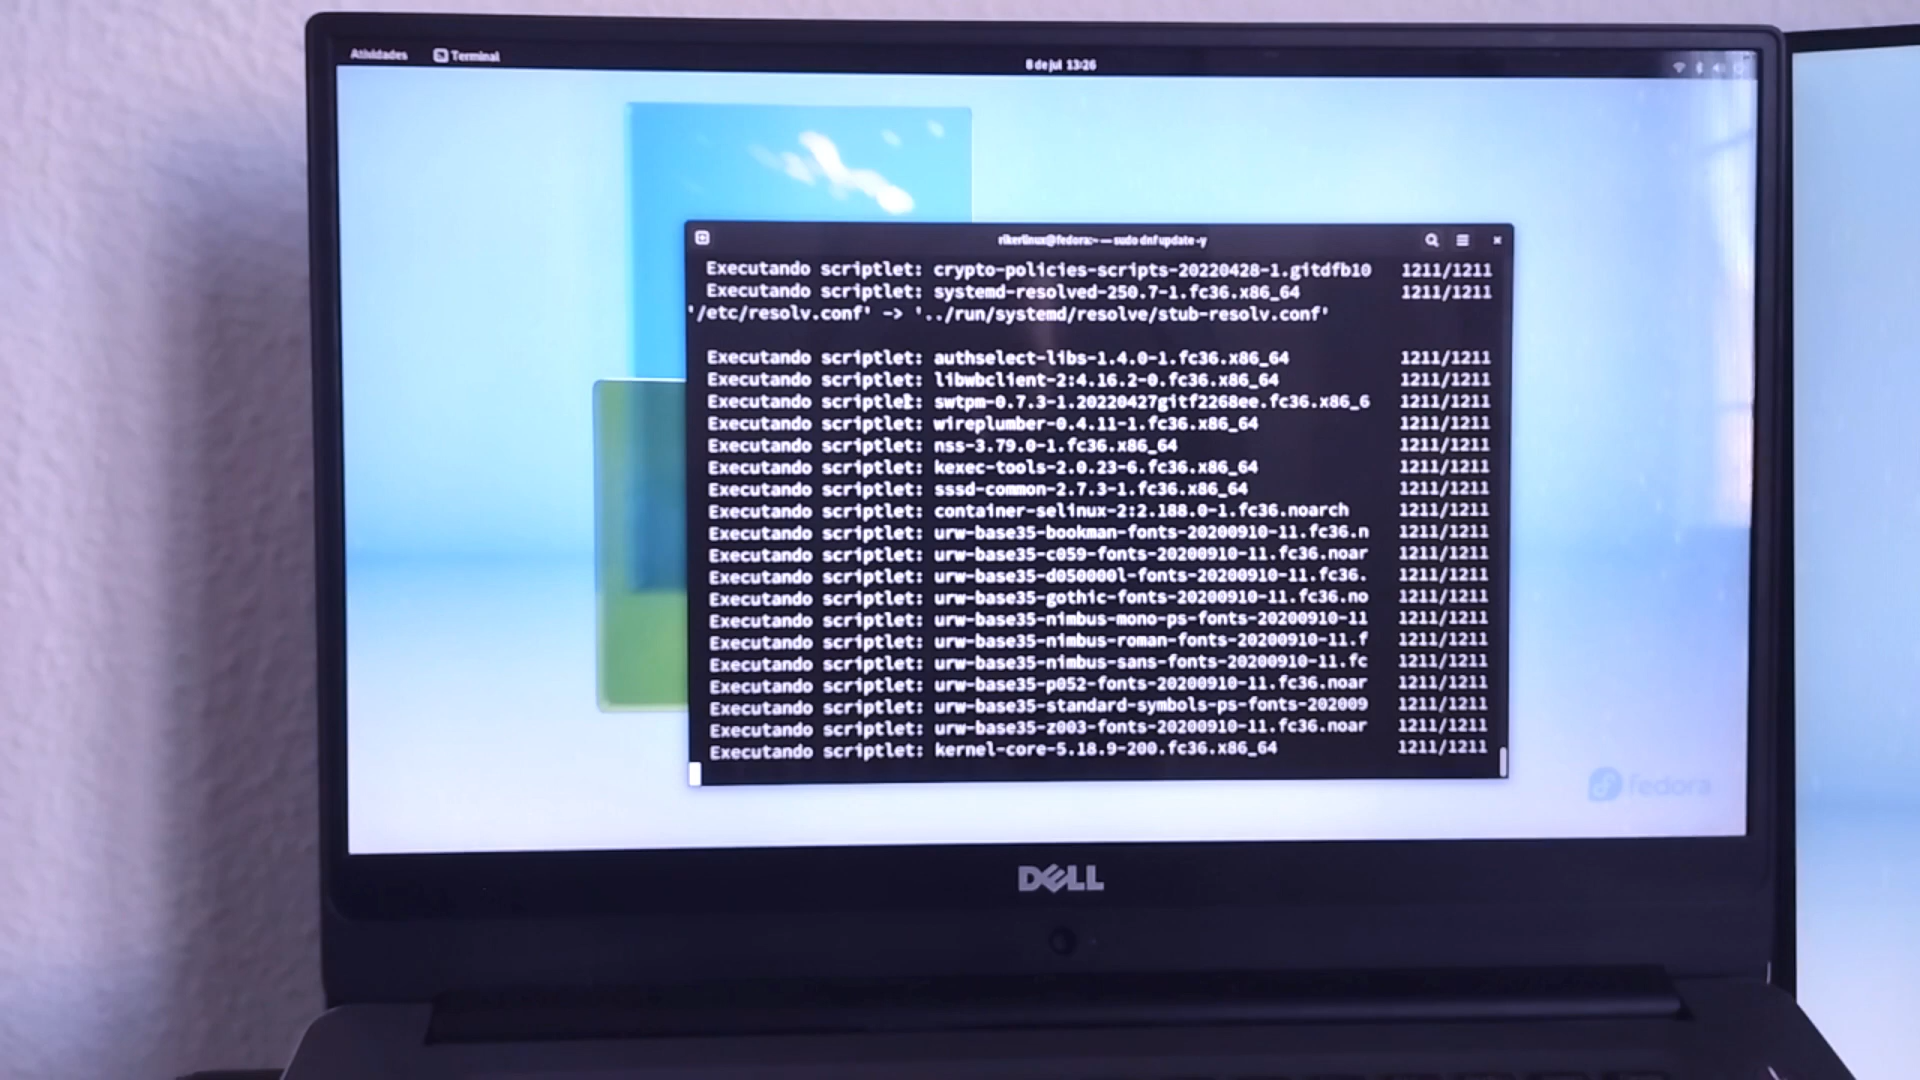 Atividades Terminal 8 de jul 13:26
rikerlinux@fedora:~ — sudo dnf update -y
Executando scriptlet: crypto-policies-scripts-20220428-1.gitdfb10 1211/1211
Executando scriptlet: systemd-resolved-250.7-1.fc36.x86_64 1211/1211
'/etc/resolv.conf' -> '../run/systemd/resolve/stub-resolv.conf'
Executando scriptlet: authselect-libs-1.4.0-1.fc36.x86_64 1211/1211
Executando scriptlet: libwbclient-2:4.16.2-0.fc36.x86_64 1211/1211
Executando scriptlet: swtpm-0.7.3-1.20220427gitf2268ee.fc36.x86_6 1211/1211
Executando scriptlet: wireplumber-0.4.11-1.fc36.x86_64 1211/1211
Executando scriptlet: nss-3.79.0-1.fc36.x86_64 1211/1211
Executando scriptlet: kexec-tools-2.0.23-6.fc36.x86_64 1211/1211
Executando scriptlet: sssd-common-2.7.3-1.fc36.x86_64 1211/1211
Executando scriptlet: container-selinux-2:2.188.0-1.fc36.noarch 1211/1211
Executando scriptlet: urw-base35-bookman-fonts-20200910-11.fc36.n 1211/1211
Executando scriptlet: urw-base35-c059-fonts-20200910-11.fc36.noar 1211/1211
Executando scriptlet: urw-base35-d050000l-fonts-20200910-11.fc36. 1211/1211
Executando scriptlet: urw-base35-gothic-fonts-20200910-11.fc36.no 1211/1211
Executando scriptlet: urw-base35-nimbus-mono-ps-fonts-20200910-11 1211/1211
Executando scriptlet: urw-base35-nimbus-roman-fonts-20200910-11.f 1211/1211
Executando scriptlet: urw-base35-nimbus-sans-fonts-20200910-11.fc 1211/1211
Executando scriptlet: urw-base35-p052-fonts-20200910-11.fc36.noar 1211/1211
Executando scriptlet: urw-base35-standard-symbols-ps-fonts-202009 1211/1211
Executando scriptlet: urw-base35-z003-fonts-20200910-11.fc36.noar 1211/1211
Executando scriptlet: kernel-core-5.18.9-200.fc36.x86_64 1211/1211
fedora
DELL